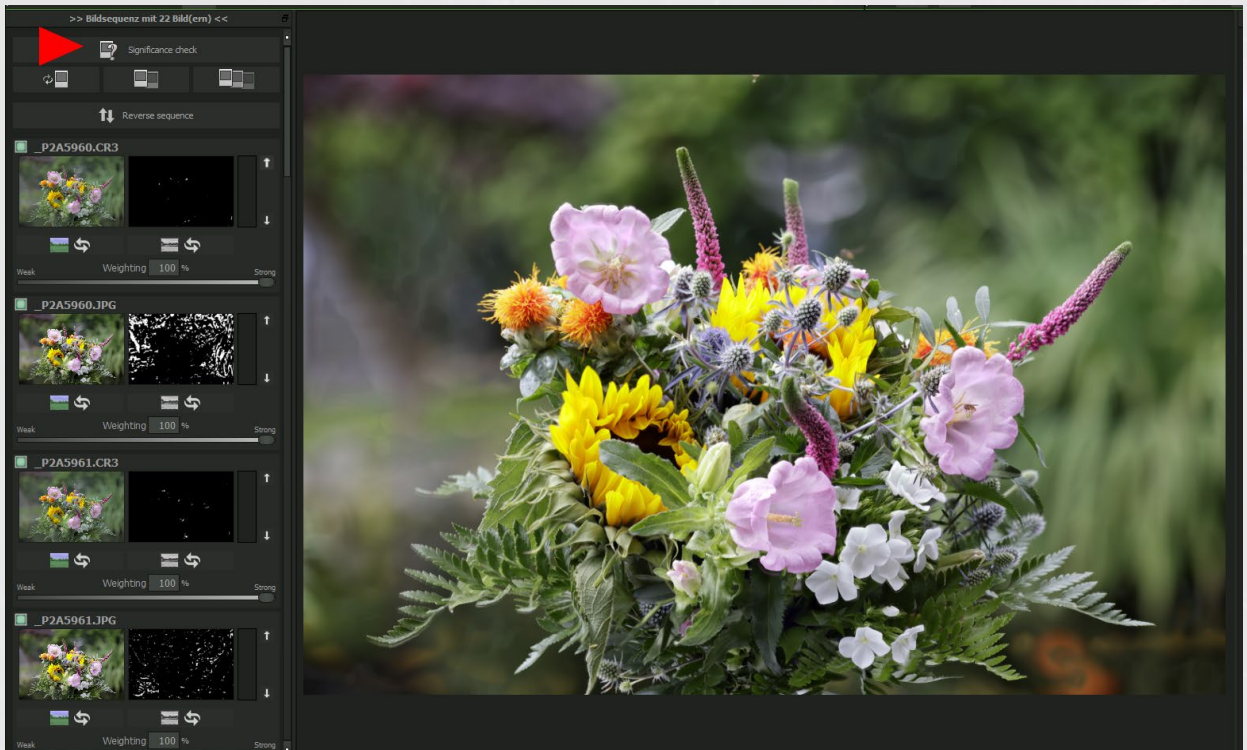 >> Bildsequenz mit 22 Bild(ern) <<
Significance check
Reverse sequence
_P2A5960.CR3
Weighting 100 %
Weak Strong
_P2A5960.JPG
Weighting 100 %
Weak Strong
_P2A5961.CR3
Weighting 100 %
Weak Strong
_P2A5961.JPG
Weighting 100 %
Weak Strong